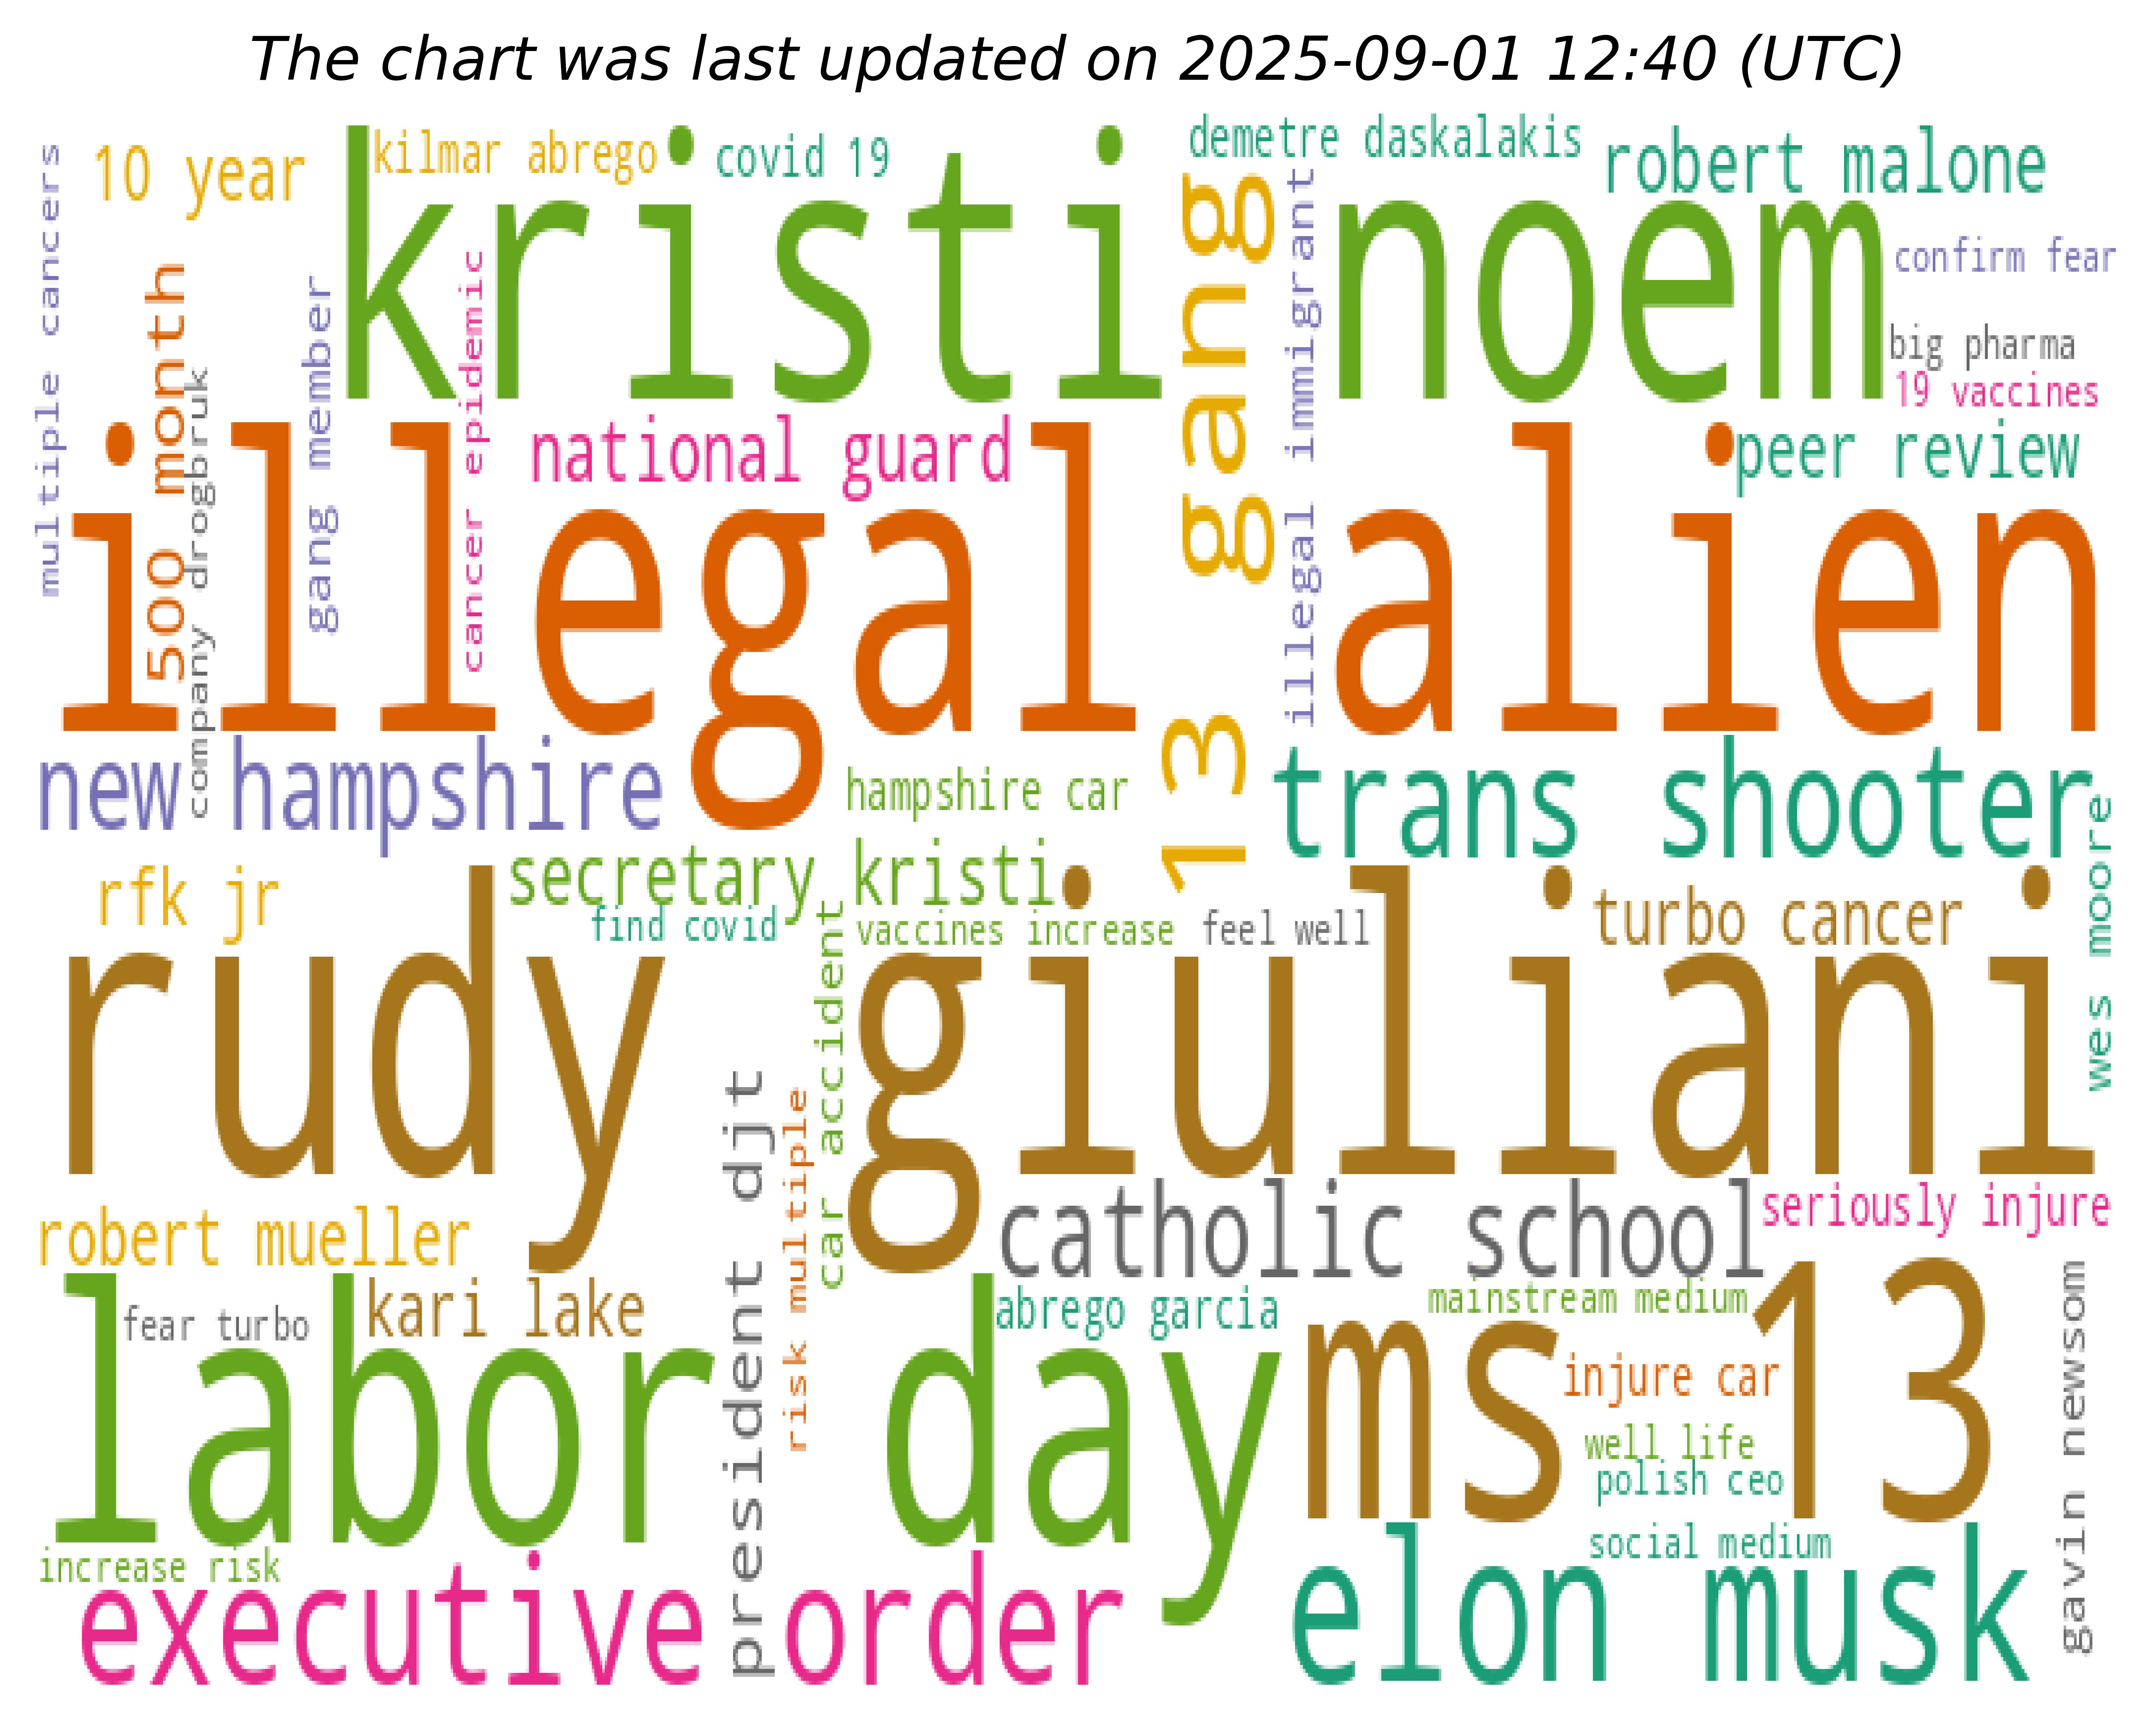 The chart was last updated on 2025-09-01 12:40 (UTC)
multiple cancers
10 year
kilmar abrego
covid 19
demetre daskalakis
robert malone
kristi noem
confirm fear
big pharma
19 vaccines
500 month
company drogbruk
gang member
cancer epidemic
13 gang
illegal immigrant
national guard
peer review
illegal alien
new hampshire
hampshire car
trans shooter
wes moore
secretary kristi
rfk jr
find covid
vaccines increase
feel well
turbo cancer
rudy giuliani
car accident
president djt
risk multiple
robert mueller
catholic school
seriously injure
fear turbo
kari lake
abrego garcia
mainstream medium
labor day
ms 13
injure car
well life
polish ceo
gavin newsom
increase risk
social medium
executive order
elon musk